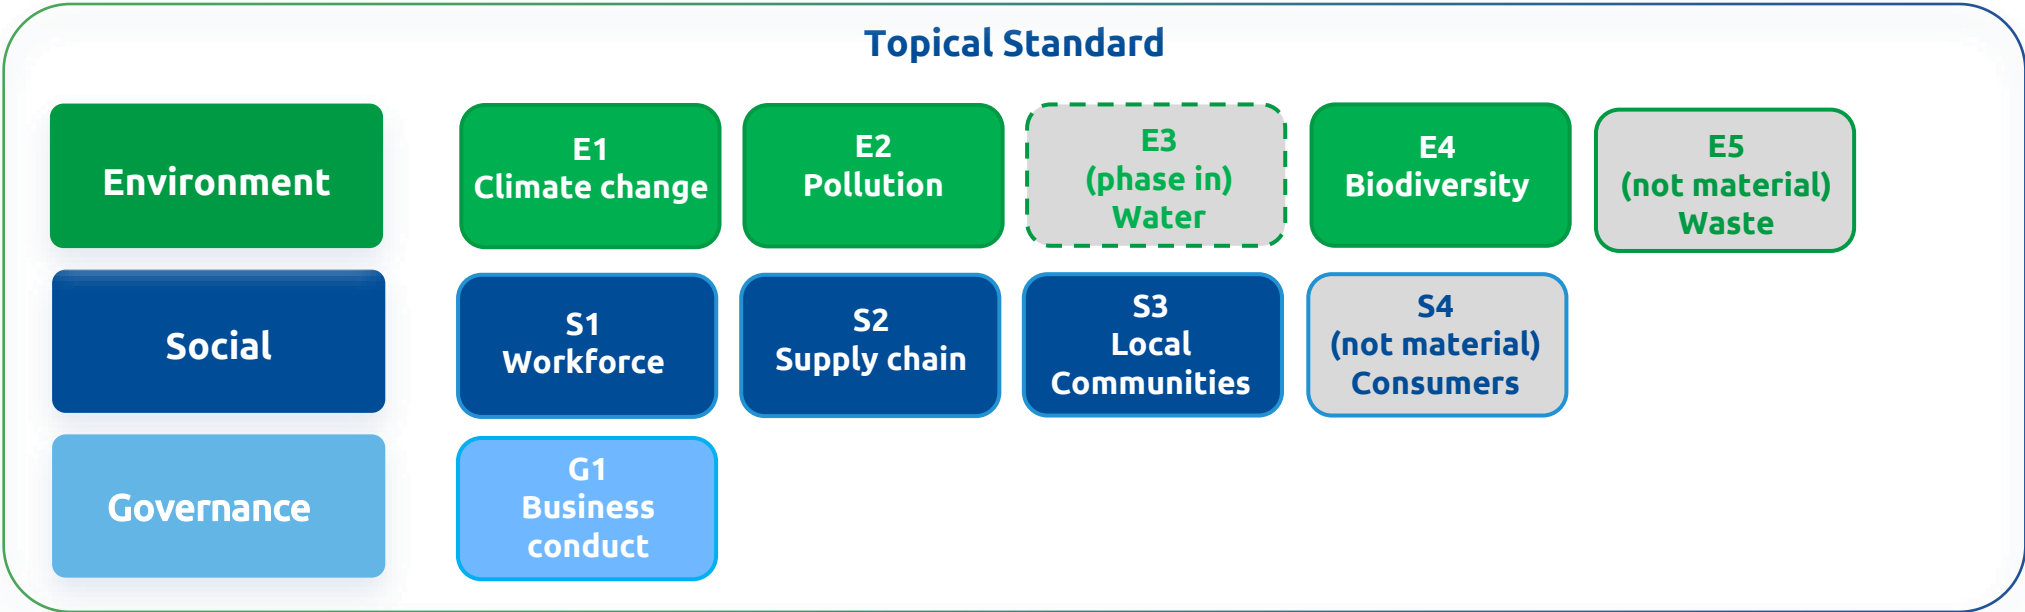 Topical Standard
Environment
E1
Climate change
E2
Pollution
E3
(phase in)
Water
E4
Biodiversity
E5
(not material)
Waste
Social
S1
Workforce
S2
Supply chain
S3
Local
Communities
S4
(not material)
Consumers
Governance
G1
Business
conduct